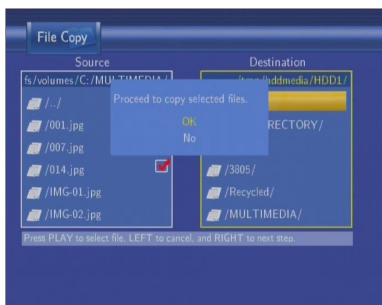 File Copy
Source
Destination
fs/volumes/C:/MULTIMEDIA/
/hddmedia/HDD1/
Proceed to copy selected files.
OK
No
/../
/001.jpg
RECTORY/
/007.jpg
/014.jpg
/3805/
/IMG-01.jpg
/Recycled/
/IMG-02.jpg
/MULTIMEDIA/
Press PLAY to select file, LEFT to cancel, and RIGHT to next step.